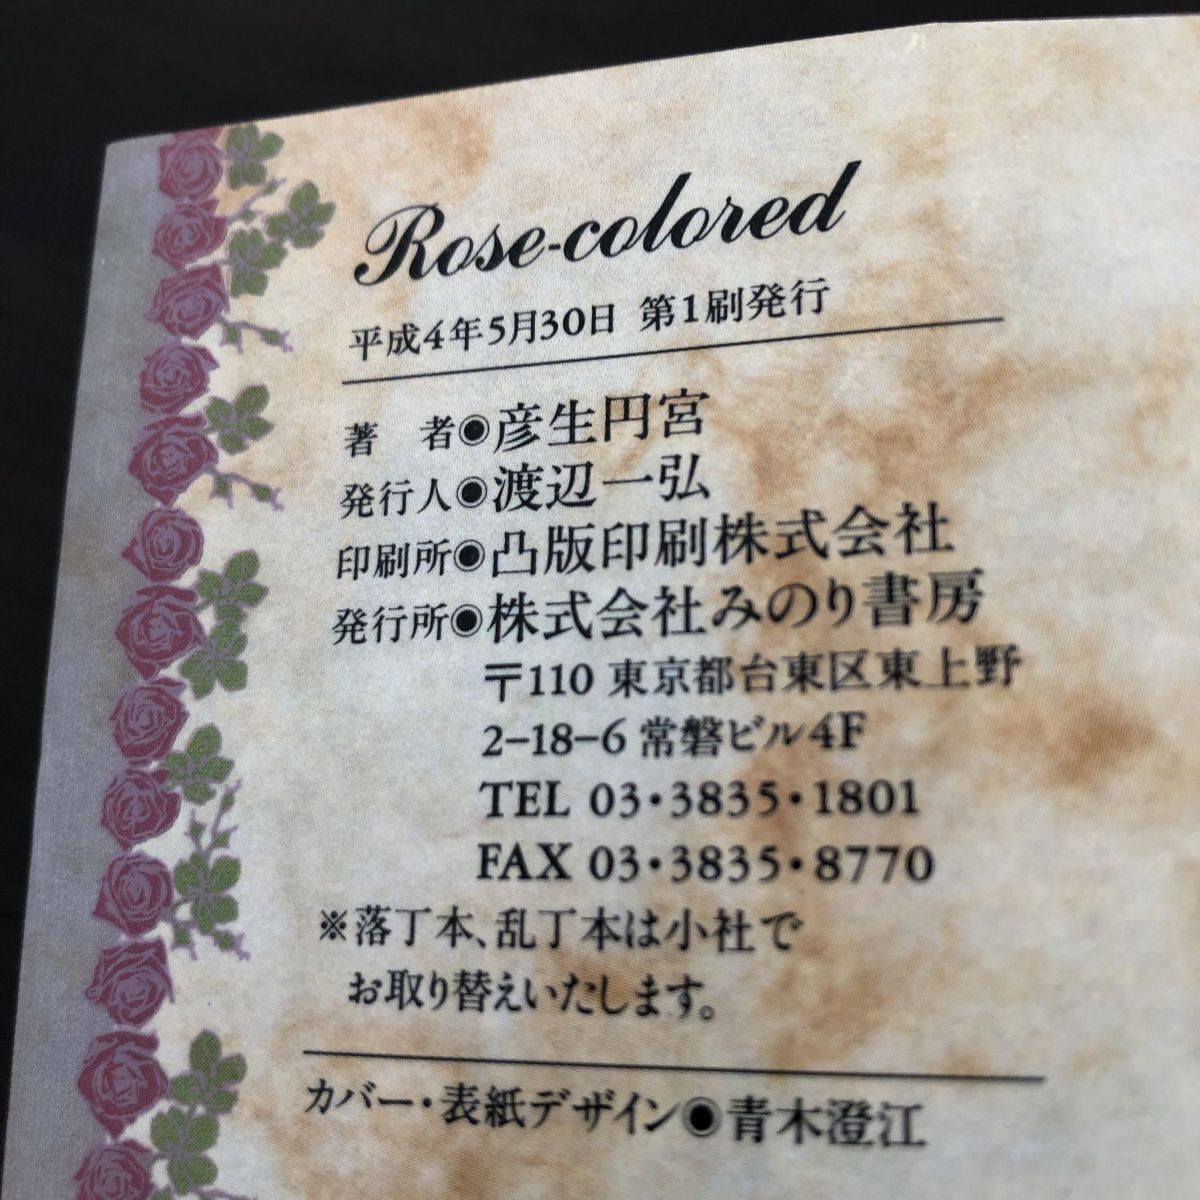 Rose-colored
平成4年5月30日 第1刷発行
著　者◉彦生円宮
発行人◉渡辺一弘
印刷所◉凸版印刷株式会社
発行所◉株式会社みのり書房
〒110 東京都台東区東上野
2-18-6 常磐ビル4F
TEL 03・3835・1801
FAX 03・3835・8770
※落丁本、乱丁本は小社で
お取り替えいたします。
カバー・表紙デザイン◉青木澄江